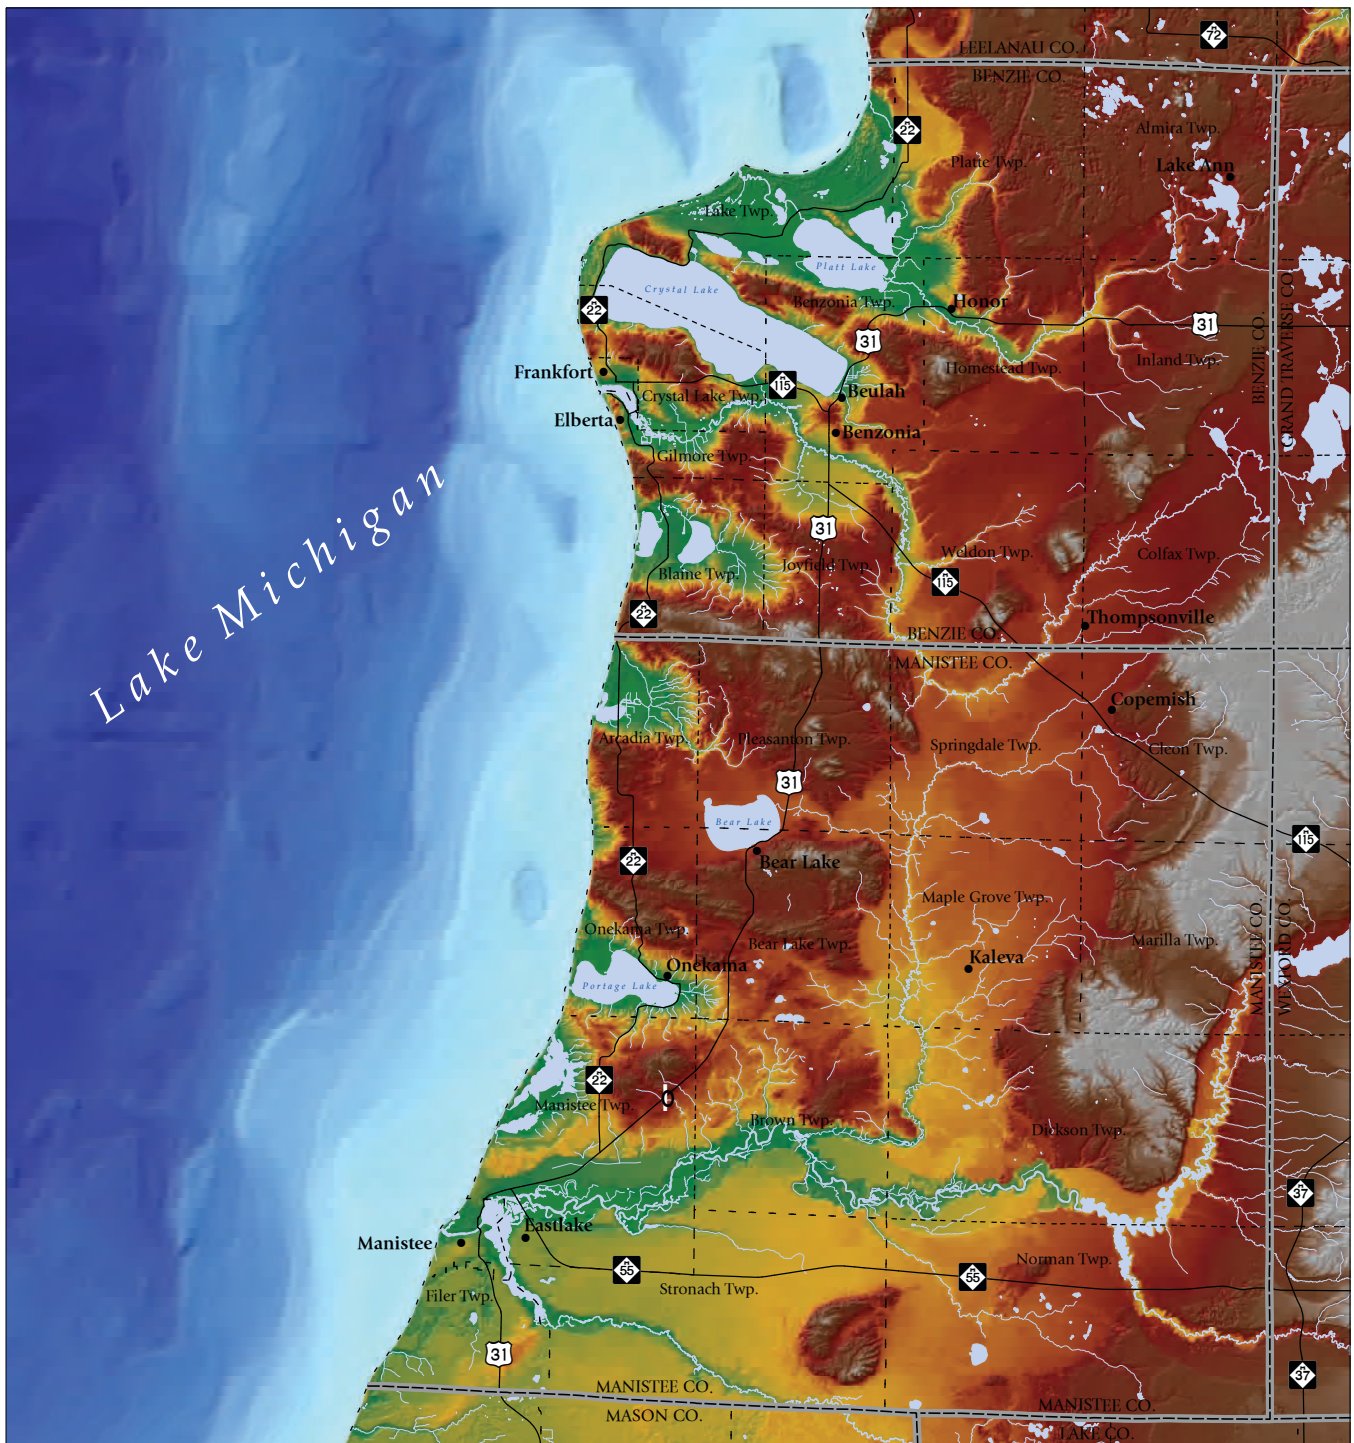 72
LEELANAU CO.
BENZIE CO.
22
Almira Twp.
Platte Twp.
Lake Ann
Lake Twp.
Platt Lake
Crystal Lake
Benzonia Twp.
Honor
22
31
31
BENZIE CO.
GRAND TRAVERSE CO.
Inland Twp.
Homestead Twp.
Frankfort
115
Crystal Lake Twp.
Beulah
Elberta
Benzonia
Gilmore Twp.
Lake Michigan
31
Weldon Twp.
Colfax Twp.
Joyfield Twp.
Blaine Twp.
115
22
Thompsonville
BENZIE CO.
MANISTEE CO.
Copemish
Arcadia Twp.
Pleasanton Twp.
Springdale Twp.
Cleon Twp.
31
Bear Lake
115
22
Bear Lake
Maple Grove Twp.
MANISTEE CO.
WEXFORD CO.
Onekama Twp.
Bear Lake Twp.
Marilla Twp.
Kaleva
Onekama
Portage Lake
22
Manistee Twp.
Brown Twp.
Dickson Twp.
37
Eastlake
Manistee
55
55
Norman Twp.
Stronach Twp.
Filer Twp.
31
37
MANISTEE CO.
MASON CO.
MANISTEE CO.
LAKE CO.